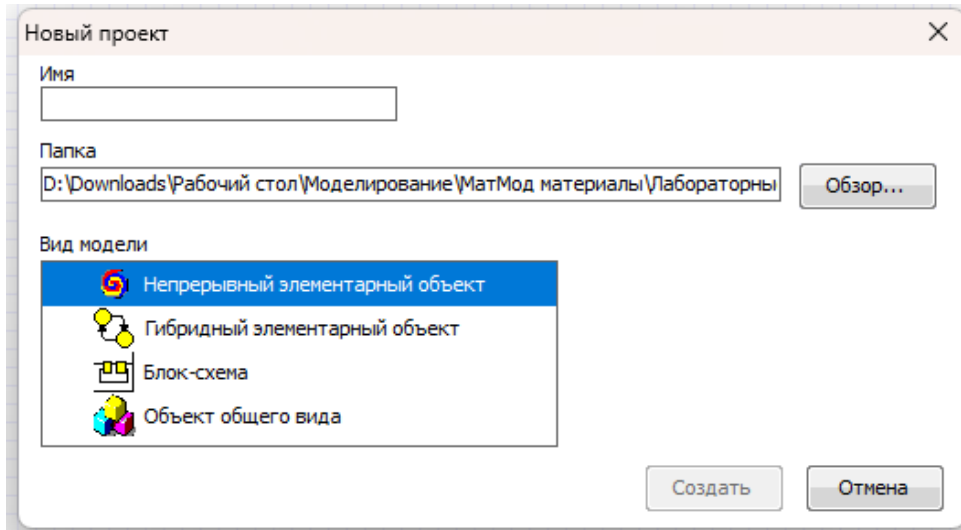 Новый проект
Имя
Папка
D:\Downloads\Рабочий стол\Моделирование\МатМод материалы\Лабораторны
Обзор...
Вид модели
Непрерывный элементарный объект
Гибридный элементарный объект
Блок-схема
Объект общего вида
Создать
Отмена